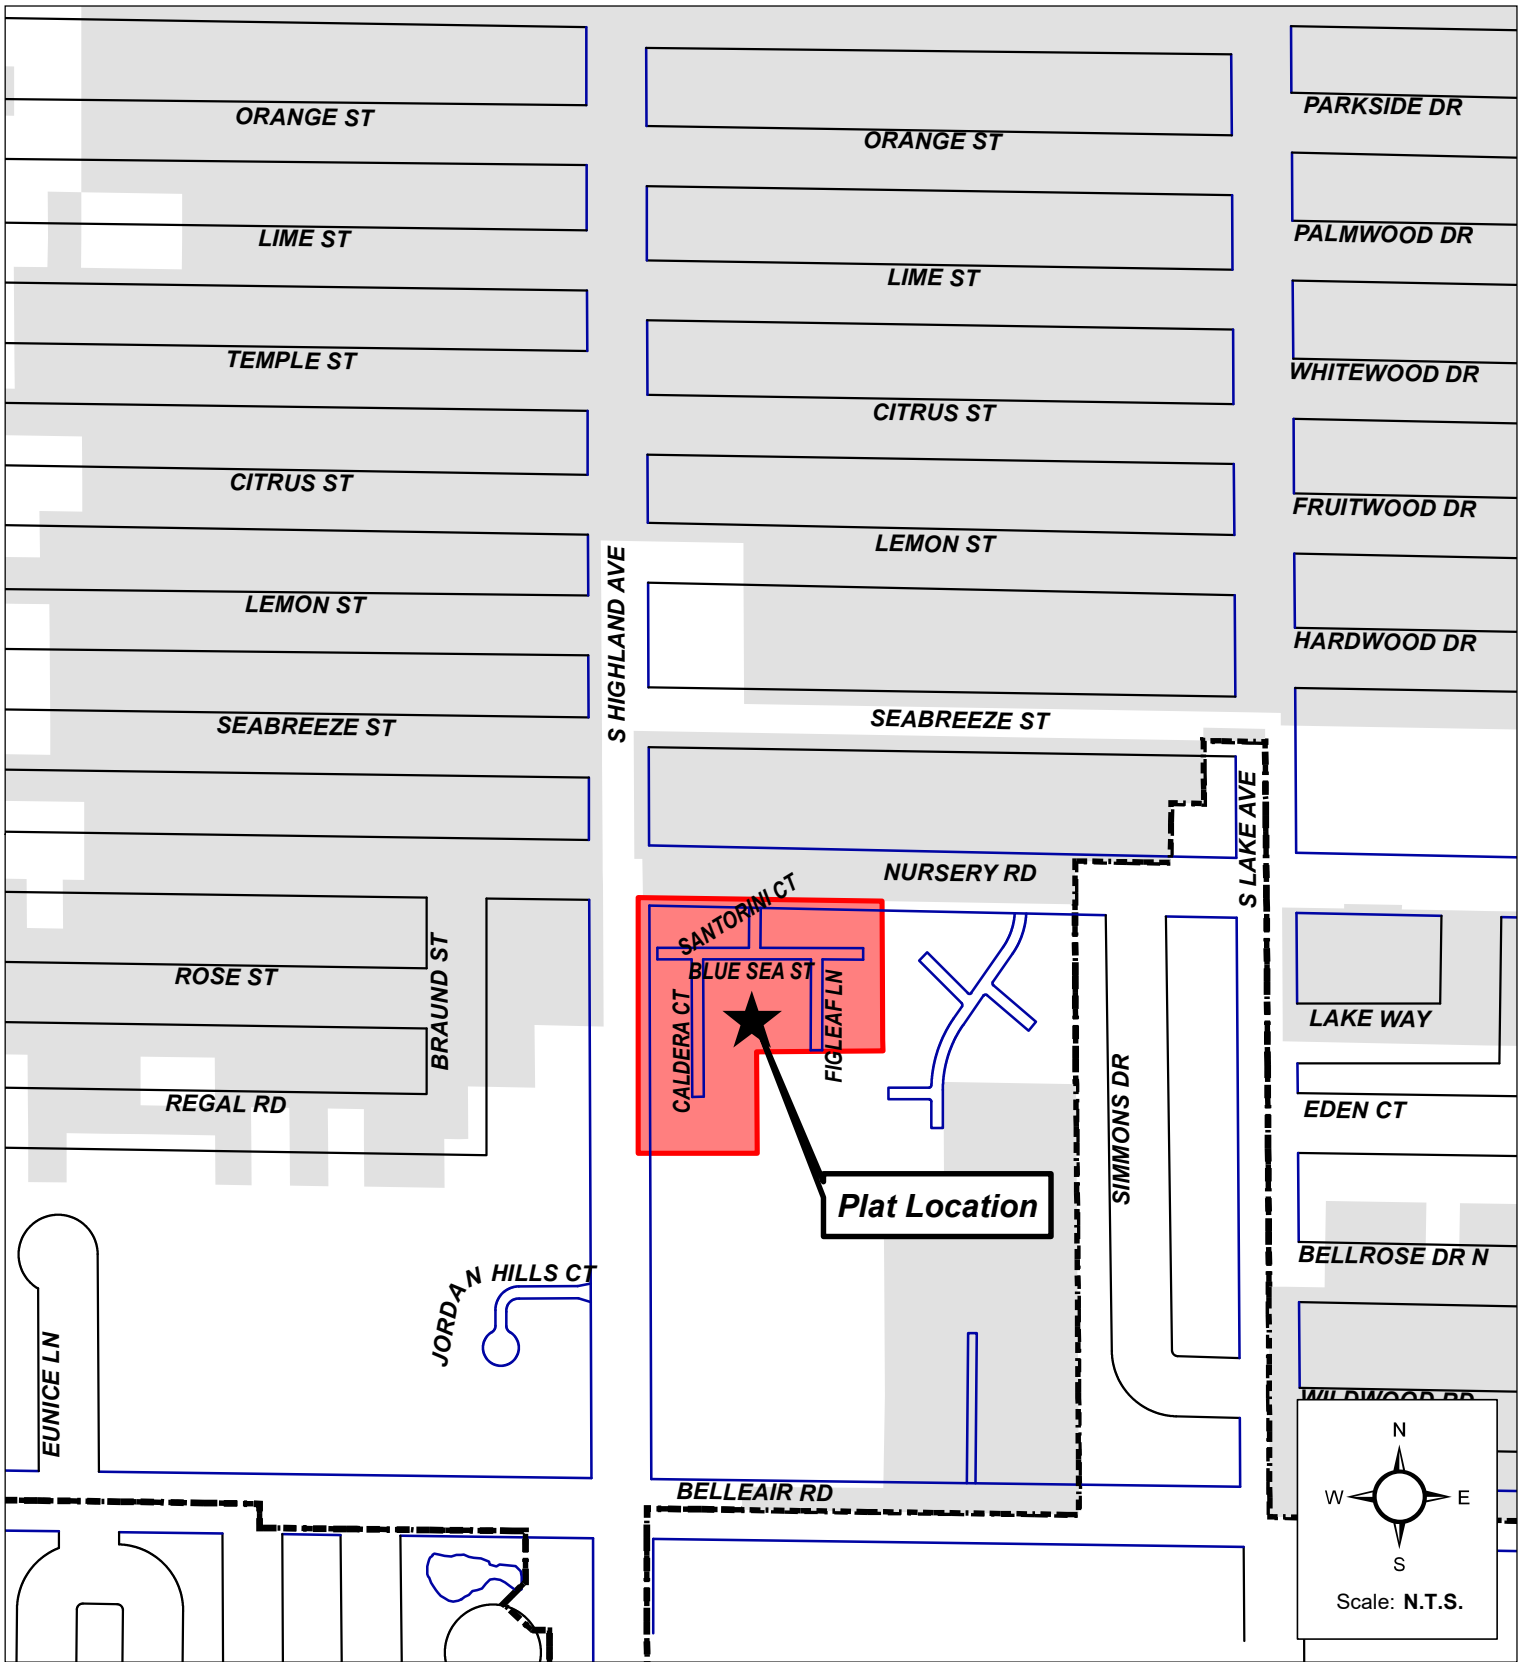 ORANGE ST
ORANGE ST
PARKSIDE DR
LIME ST
LIME ST
PALMWOOD DR
TEMPLE ST
CITRUS ST
WHITEWOOD DR
CITRUS ST
LEMON ST
FRUITWOOD DR
LEMON ST
S HIGHLAND AVE
HARDWOOD DR
SEABREEZE ST
SEABREEZE ST
S LAKE AVE
NURSERY RD
SANTORINI CT
BLUE SEA ST
ROSE ST
BRAUND ST
CALDERA CT
FIGLEAF LN
LAKE WAY
REGAL RD
SIMMONS DR
EDEN CT
Plat Location
BELLROSE DR N
JORDAN HILLS CT
EUNICE LN
WILDWOOD RD
BELLEAIR RD
N
W E
S
Scale: N.T.S.